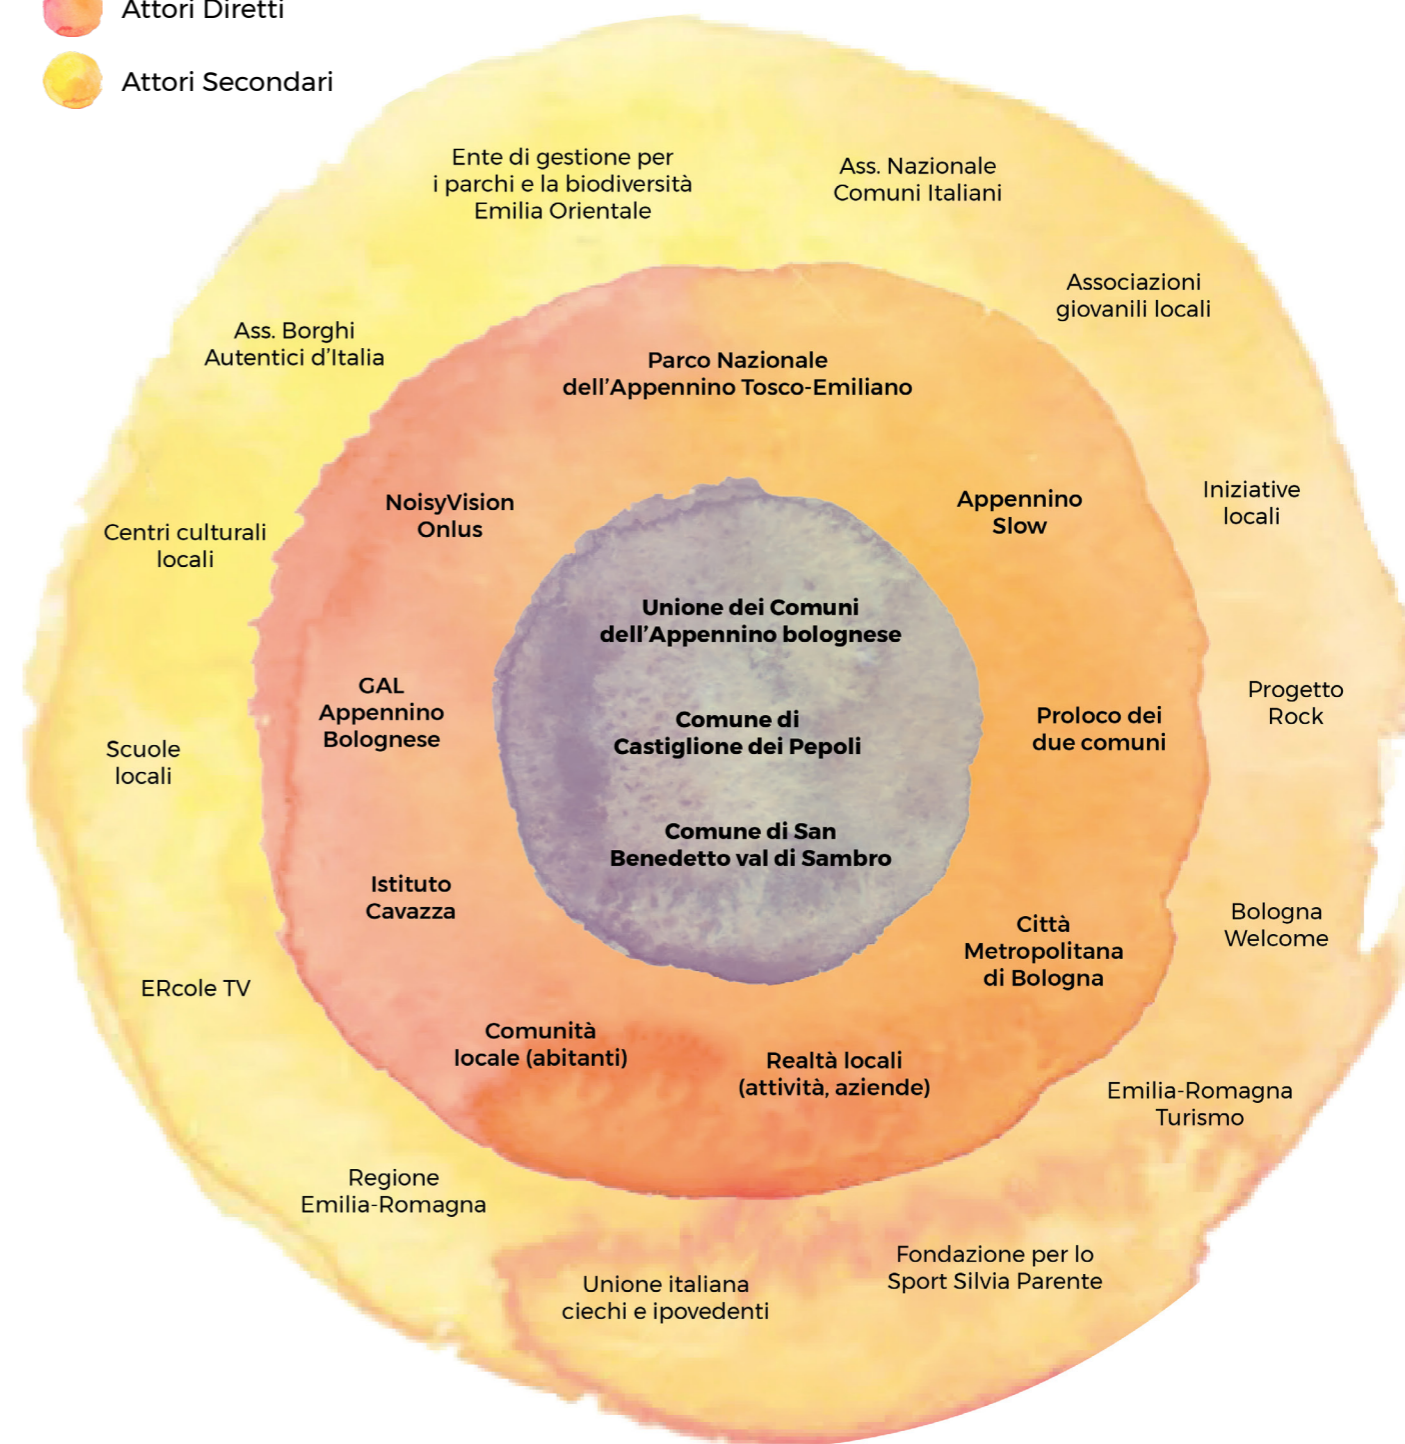 Attori Diretti
Attori Secondari
Ente di gestione per
i parchi e la biodiversità
Emilia Orientale
Ass. Nazionale
Comuni Italiani
Associazioni
giovanili locali
Ass. Borghi
Autentici d’Italia
Parco Nazionale
dell’Appennino Tosco-Emiliano
NoisyVision
Onlus
Appennino
Slow
Iniziative
locali
Centri culturali
locali
Unione dei Comuni
dell’Appennino bolognese
GAL
Appennino
Bolognese
Comune di
Castiglione dei Pepoli
Proloco dei
due comuni
Progetto
Rock
Scuole
locali
Comune di San
Benedetto val di Sambro
Istituto
Cavazza
Città
Metropolitana
di Bologna
Bologna
Welcome
ERcole TV
Comunità
locale (abitanti)
Realtà locali
(attività, aziende)
Emilia-Romagna
Turismo
Regione
Emilia-Romagna
Unione italiana
ciechi e ipovedenti
Fondazione per lo
Sport Silvia Parente